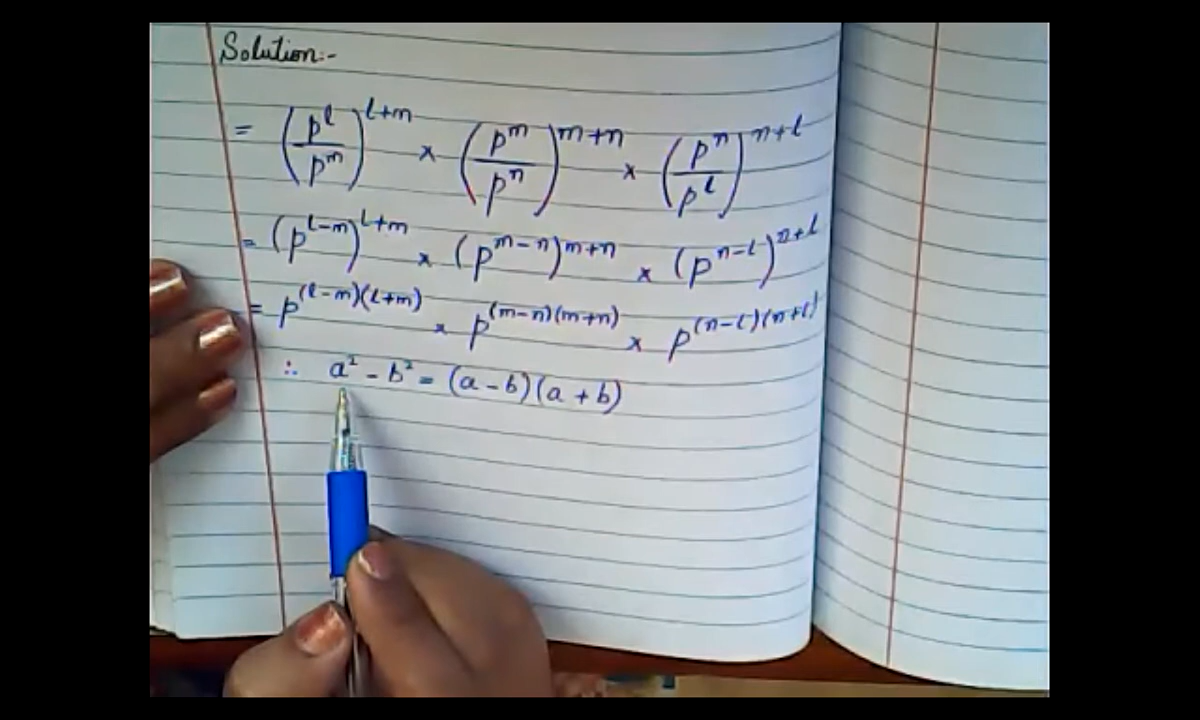 Solution:-
= (p^l/p^m)^l+m × (p^m/p^n)^m+n × (p^n/p^l)^n+l
= (p^l-m)^l+m × (p^m-n)^m+n × (p^n-l)^n+l
= p^(l-m)(l+m) × p^(m-n)(m+n) × p^(n-l)(n+l)
∴ a² - b² = (a - b)(a + b)